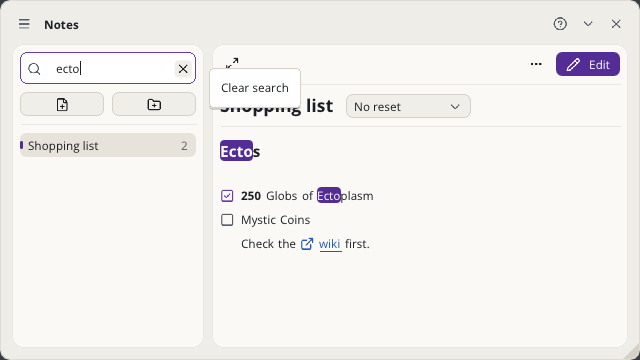 Notes
ecto
Clear search
Edit
Shopping list 2
Shopping list No reset
Ectos
250 Globs of Ectoplasm
Mystic Coins
Check the wiki first.